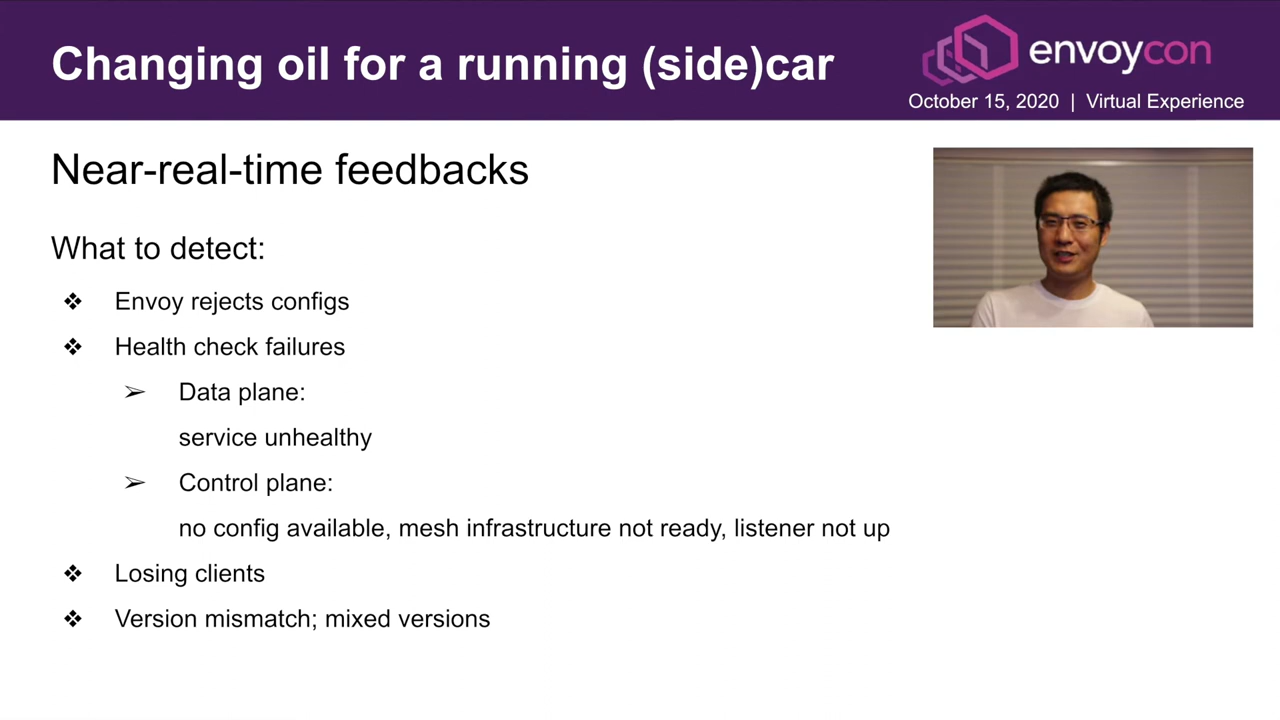 Changing oil for a running (side)car
envoycon
October 15, 2020 | Virtual Experience
Near-real-time feedbacks
What to detect:
❖ Envoy rejects configs
❖ Health check failures
➢ Data plane:
service unhealthy
➢ Control plane:
no config available, mesh infrastructure not ready, listener not up
❖ Losing clients
❖ Version mismatch; mixed versions